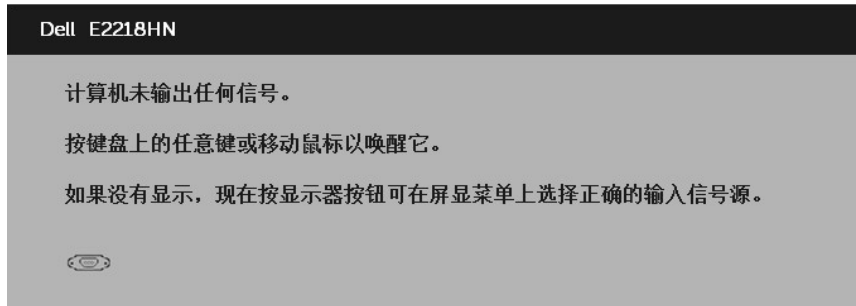 Dell E2218HN
计算机未输出任何信号。
按键盘上的任意键或移动鼠标以唤醒它。
如果没有显示，现在按显示器按钮可在屏显菜单上选择正确的输入信号源。